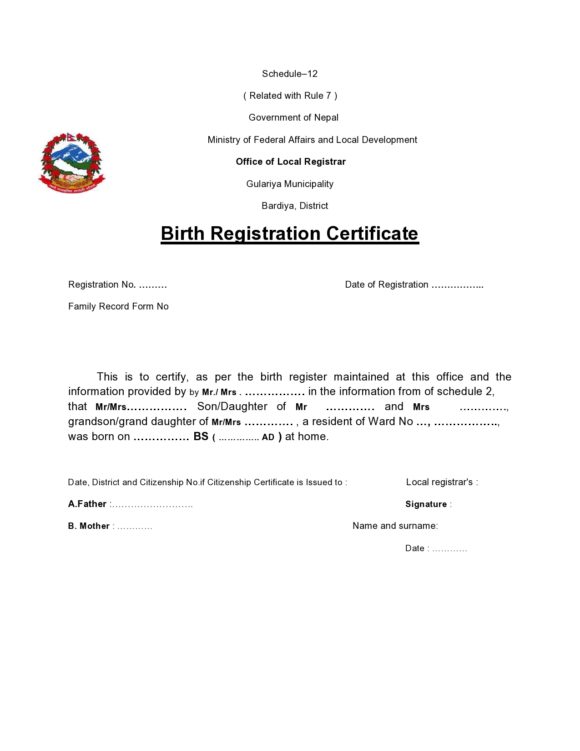 Schedule–12
( Related with Rule 7 )
Government of Nepal
Ministry of Federal Affairs and Local Development
Office of Local Registrar
Gulariya Municipality
Bardiya, District
Birth Registration Certificate
Registration No. ……… Date of Registration ……………..
Family Record Form No
This is to certify, as per the birth register maintained at this office and the
information provided by by Mr./ Mrs . ……………. in the information from of schedule 2,
that Mr/Mrs……………. Son/Daughter of Mr …………. and Mrs ………….,
grandson/grand daughter of Mr/Mrs …………. , a resident of Ward No …, ……………..,
was born on …………… BS ( ………….. AD ) at home.
Date, District and Citizenship No.if Citizenship Certificate is Issued to : Local registrar's :
A.Father :…………………….. Signature :
B. Mother : ………… Name and surname:
Date : …………